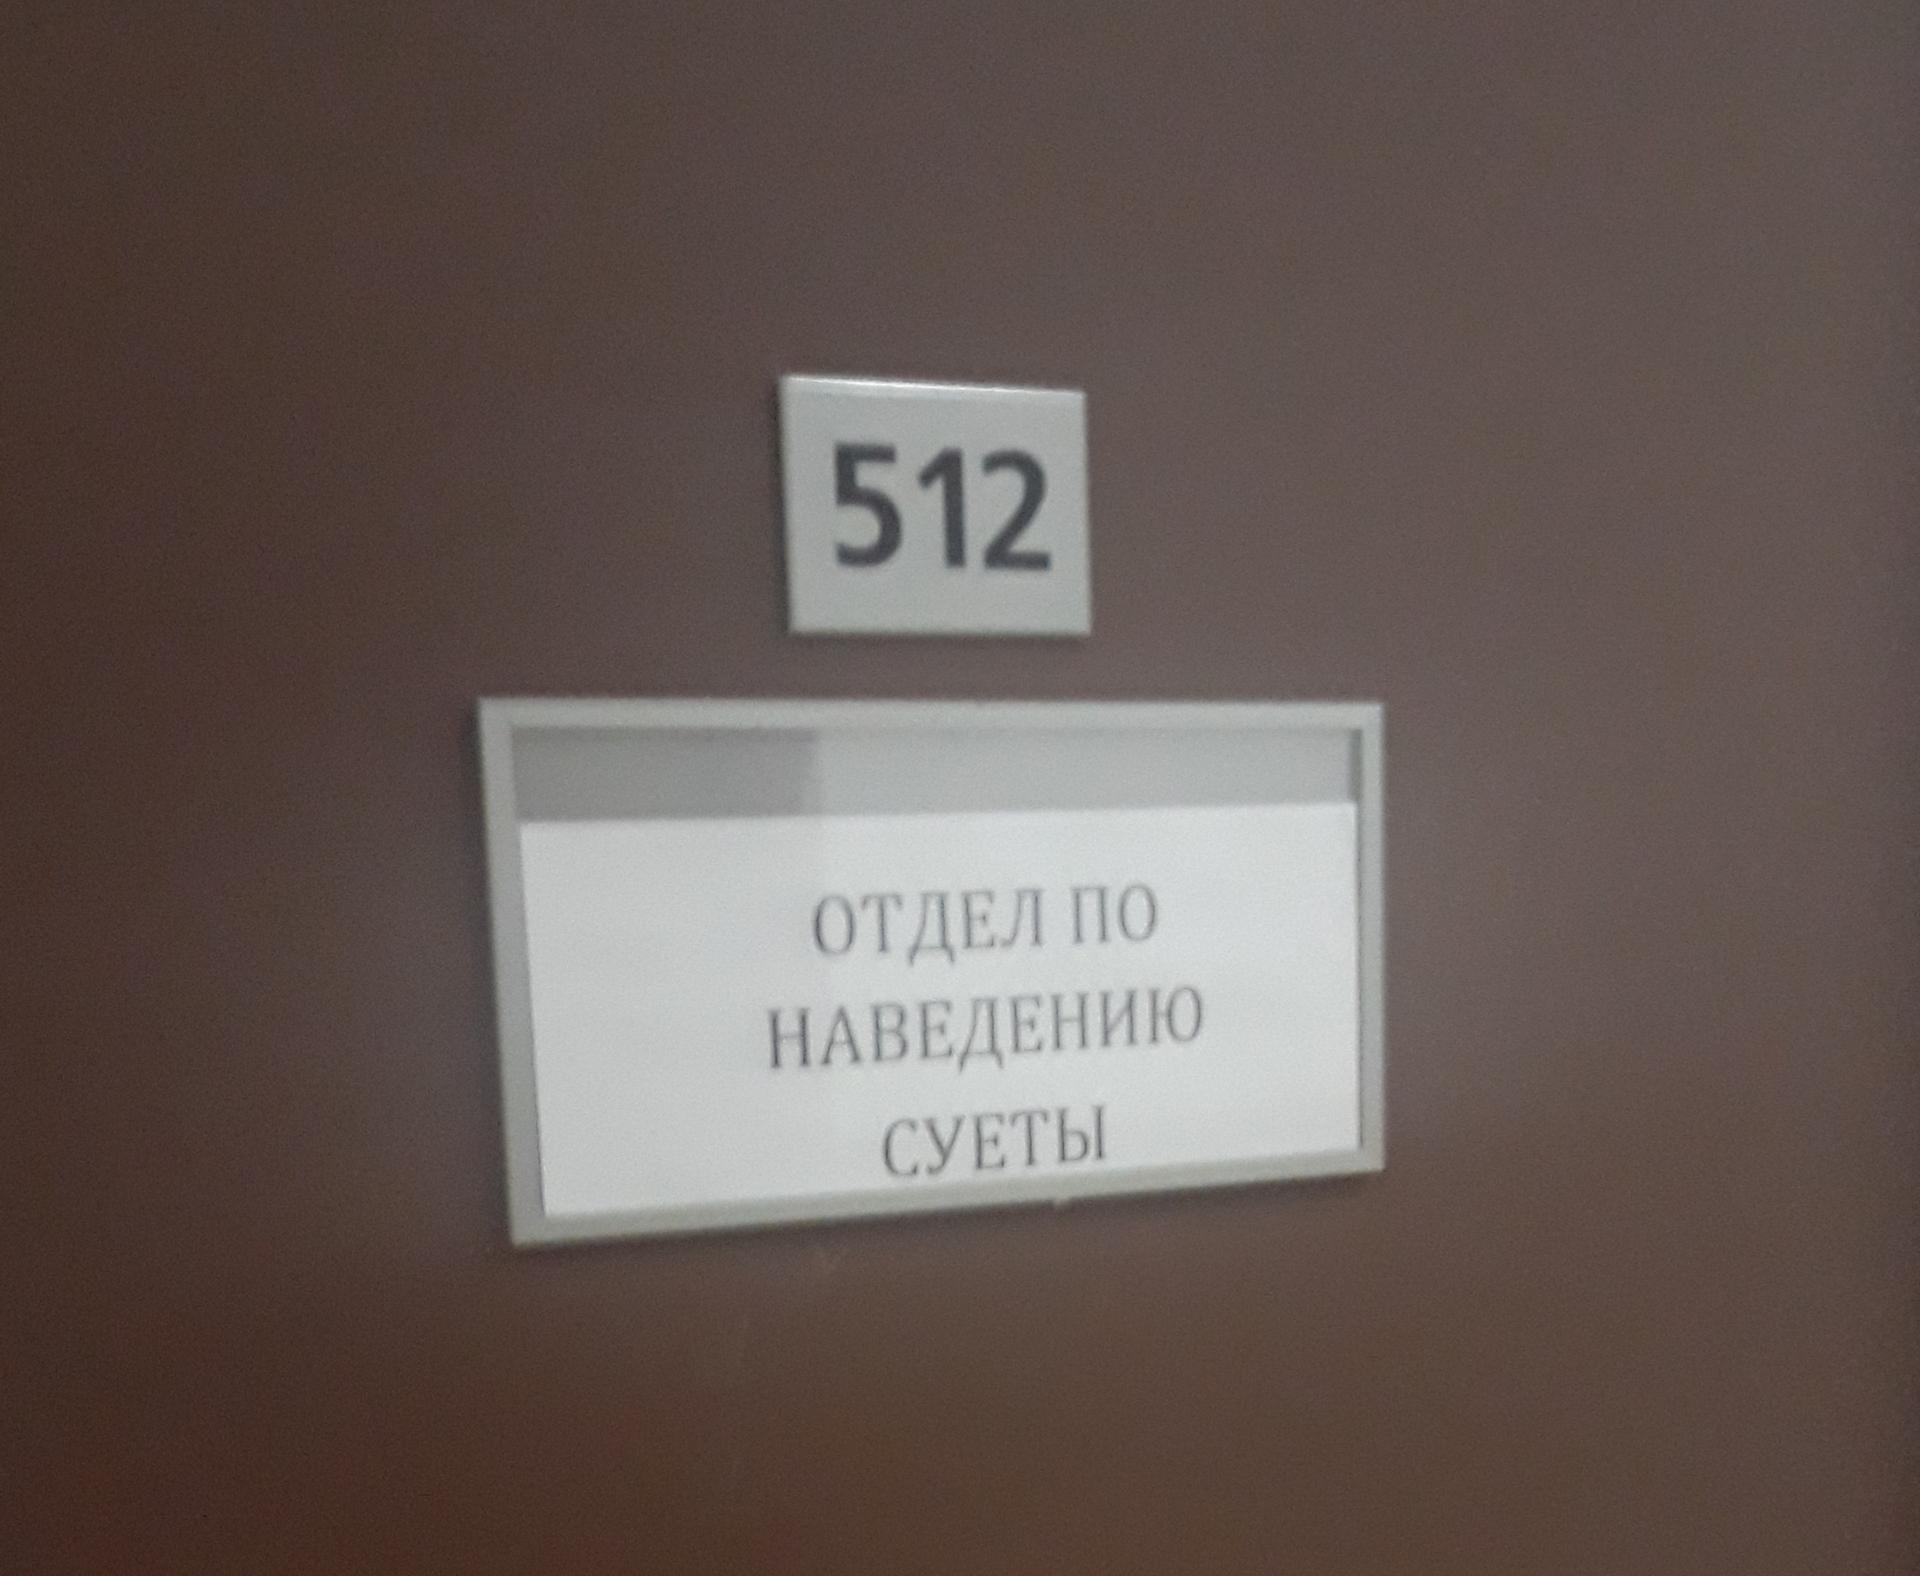 512
ОТДЕЛ ПО
НАВЕДЕНИЮ
СУЕТЫ